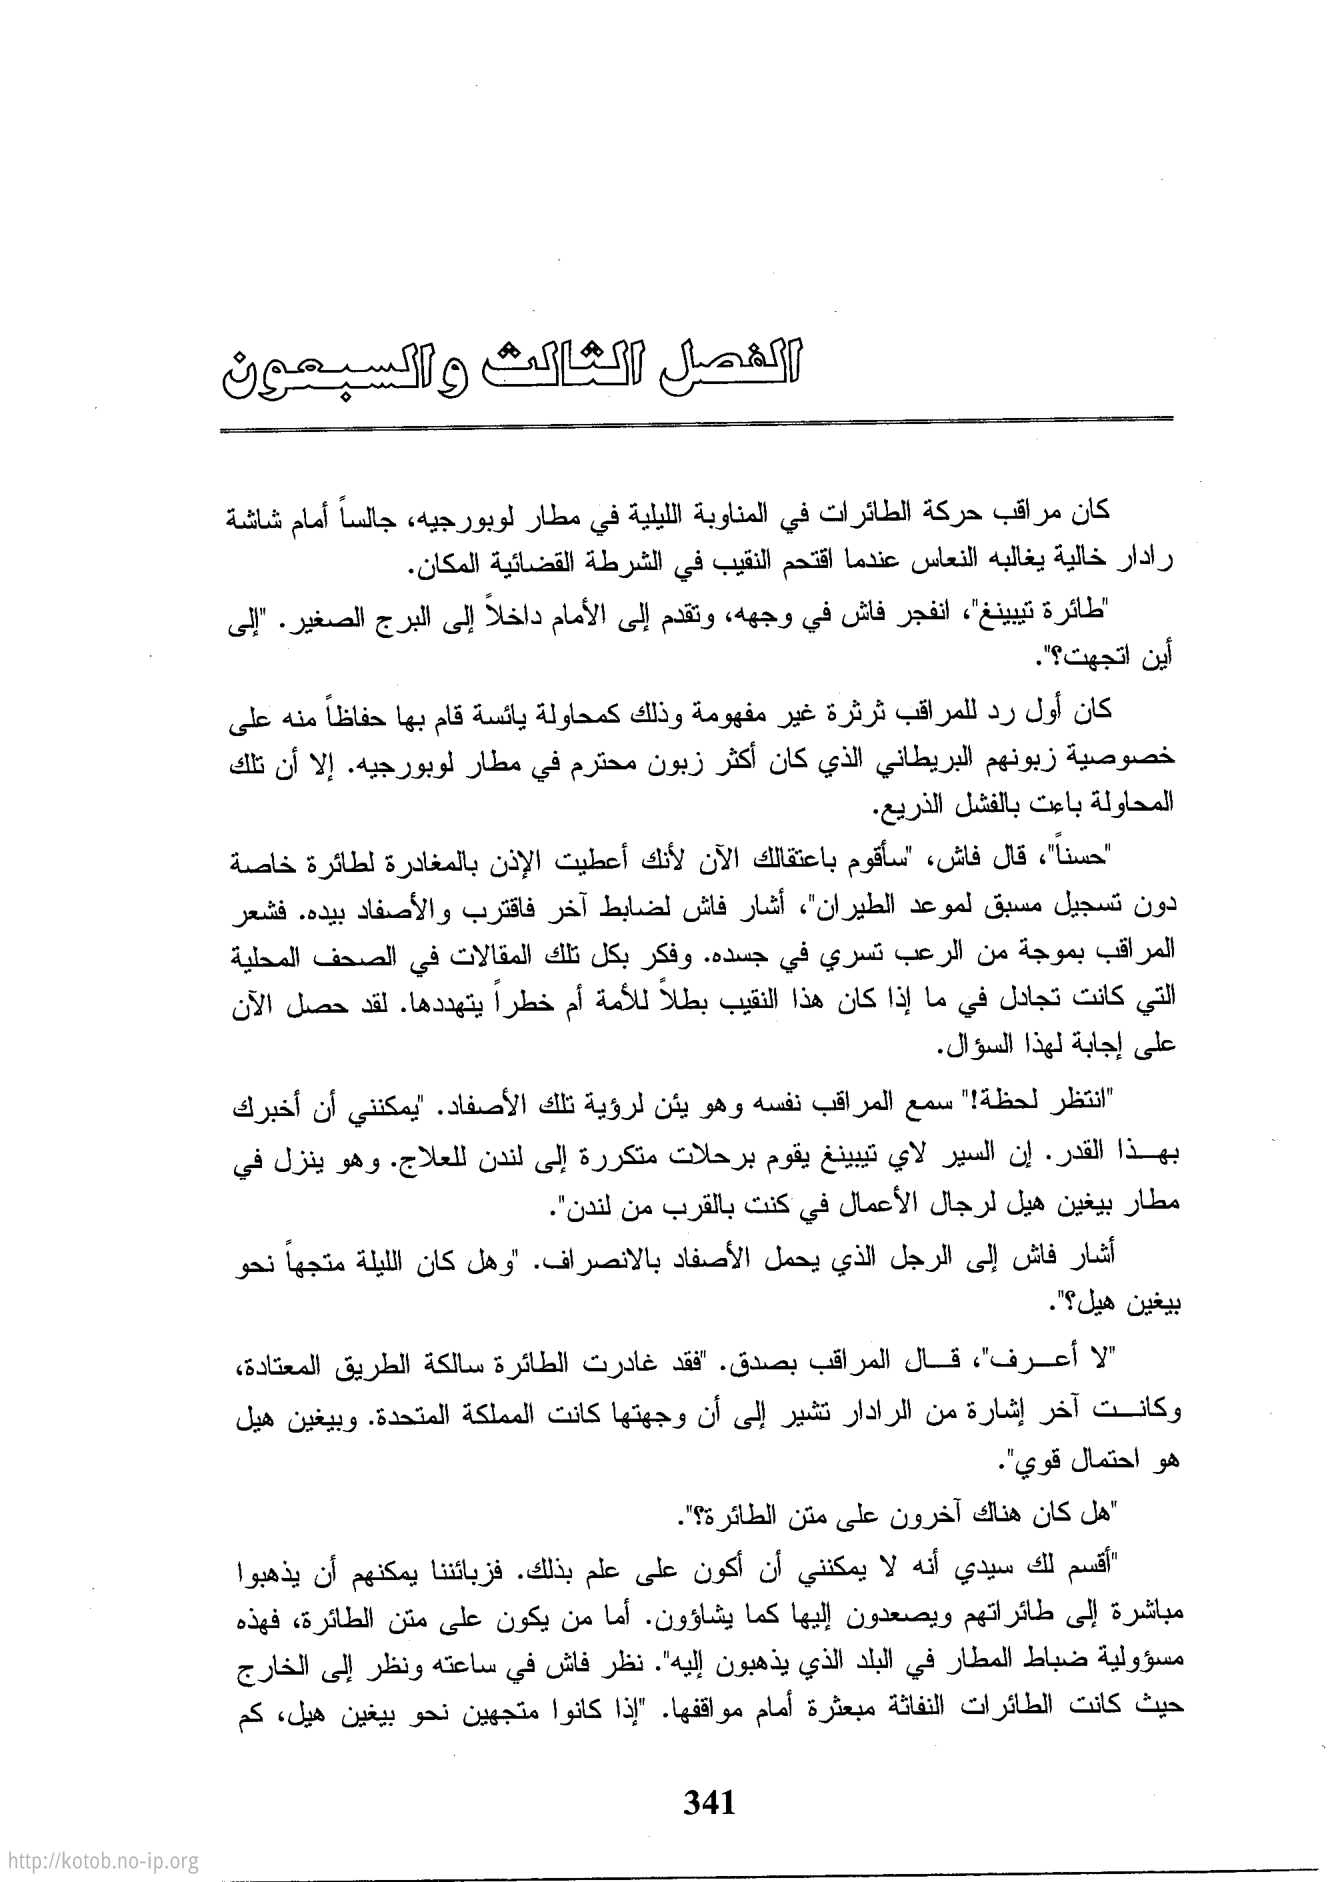 الفصل الثالث والسبعون
كان مراقب حركة الطائرات في المناوبة الليلية في مطار لوبورجيه، جالساً أمام شاشة
رادار خالية يغالبه النعاس عندما اقتحم النقيب في الشرطة القضائية المكان.
"طائرة تيبينغ"، انفجر فاش في وجهه، وتقدم إلى الأمام داخلاً إلى البرج الصغير. "إلى
أين اتجهت؟".
كان أول رد للمراقب ثرثرة غير مفهومة وذلك كمحاولة يائسة قام بها حفاظاً منه على
خصوصية زبونهم البريطاني الذي كان أكثر زبون محترم في مطار لوبورجيه. إلا أن تلك
المحاولة باءت بالفشل الذريع.
"حسناً"، قال فاش، "سأقوم باعتقالك الآن لأنك أعطيت الإذن بالمغادرة لطائرة خاصة
دون تسجيل مسبق لموعد الطيران"، أشار فاش لضابط آخر فاقترب والأصفاد بيده. فشعر
المراقب بموجة من الرعب تسري في جسده. وفكر بكل تلك المقالات في الصحف المحلية
التي كانت تجادل في ما إذا كان هذا النقيب بطلاً للأمة أم خطراً يتهددها. لقد حصل الآن
على إجابة لهذا السؤال.
"انتظر لحظة!" سمع المراقب نفسه وهو يئن لرؤية تلك الأصفاد. "يمكنني أن أخبرك
بهـــذا القدر. إن السير لاي تيبينغ يقوم برحلات متكررة إلى لندن للعلاج. وهو ينزل في
مطار بيغين هيل لرجال الأعمال في كنت بالقرب من لندن".
أشار فاش إلى الرجل الذي يحمل الأصفاد بالانصراف. "وهل كان الليلة متجهاً نحو
بيغين هيل؟".
"لا أعـــرف"، قـــال المراقب بصدق. "فقد غادرت الطائرة سالكة الطريق المعتادة،
وكانـــت آخر إشارة من الرادار تشير إلى أن وجهتها كانت المملكة المتحدة. وبيغين هيل
هو احتمال قوي".
"هل كان هناك آخرون على متن الطائرة؟".
"أقسم لك سيدي أنه لا يمكنني أن أكون على علم بذلك. فزبائننا يمكنهم أن يذهبوا
مباشرة إلى طائراتهم ويصعدون إليها كما يشاؤون. أما من يكون على متن الطائرة، فهذه
مسؤولية ضباط المطار في البلد الذي يذهبون إليه". نظر فاش في ساعته ونظر إلى الخارج
حيث كانت الطائرات النفاثة مبعثرة أمام مواقفها. "إذا كانوا متجهين نحو بيغين هيل، كم
341
http://kotob.no-ip.org